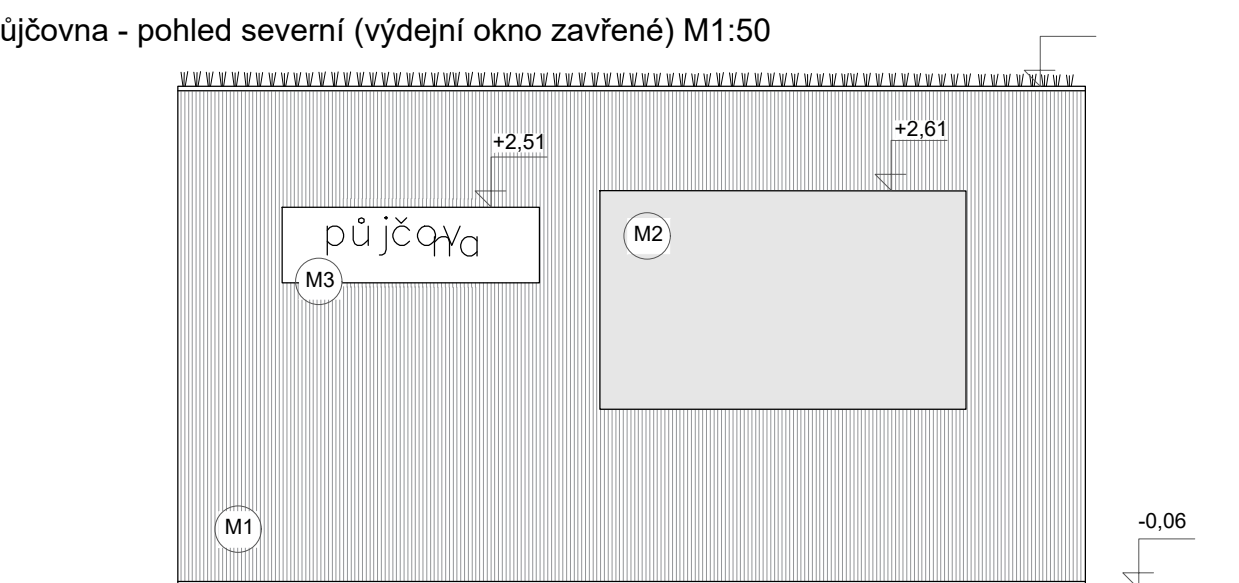 ůjčovna - pohled severní (výdejní okno zavřené) M1:50
+2,61
+2,51
půjčovna
M2
M3
M1
-0,06